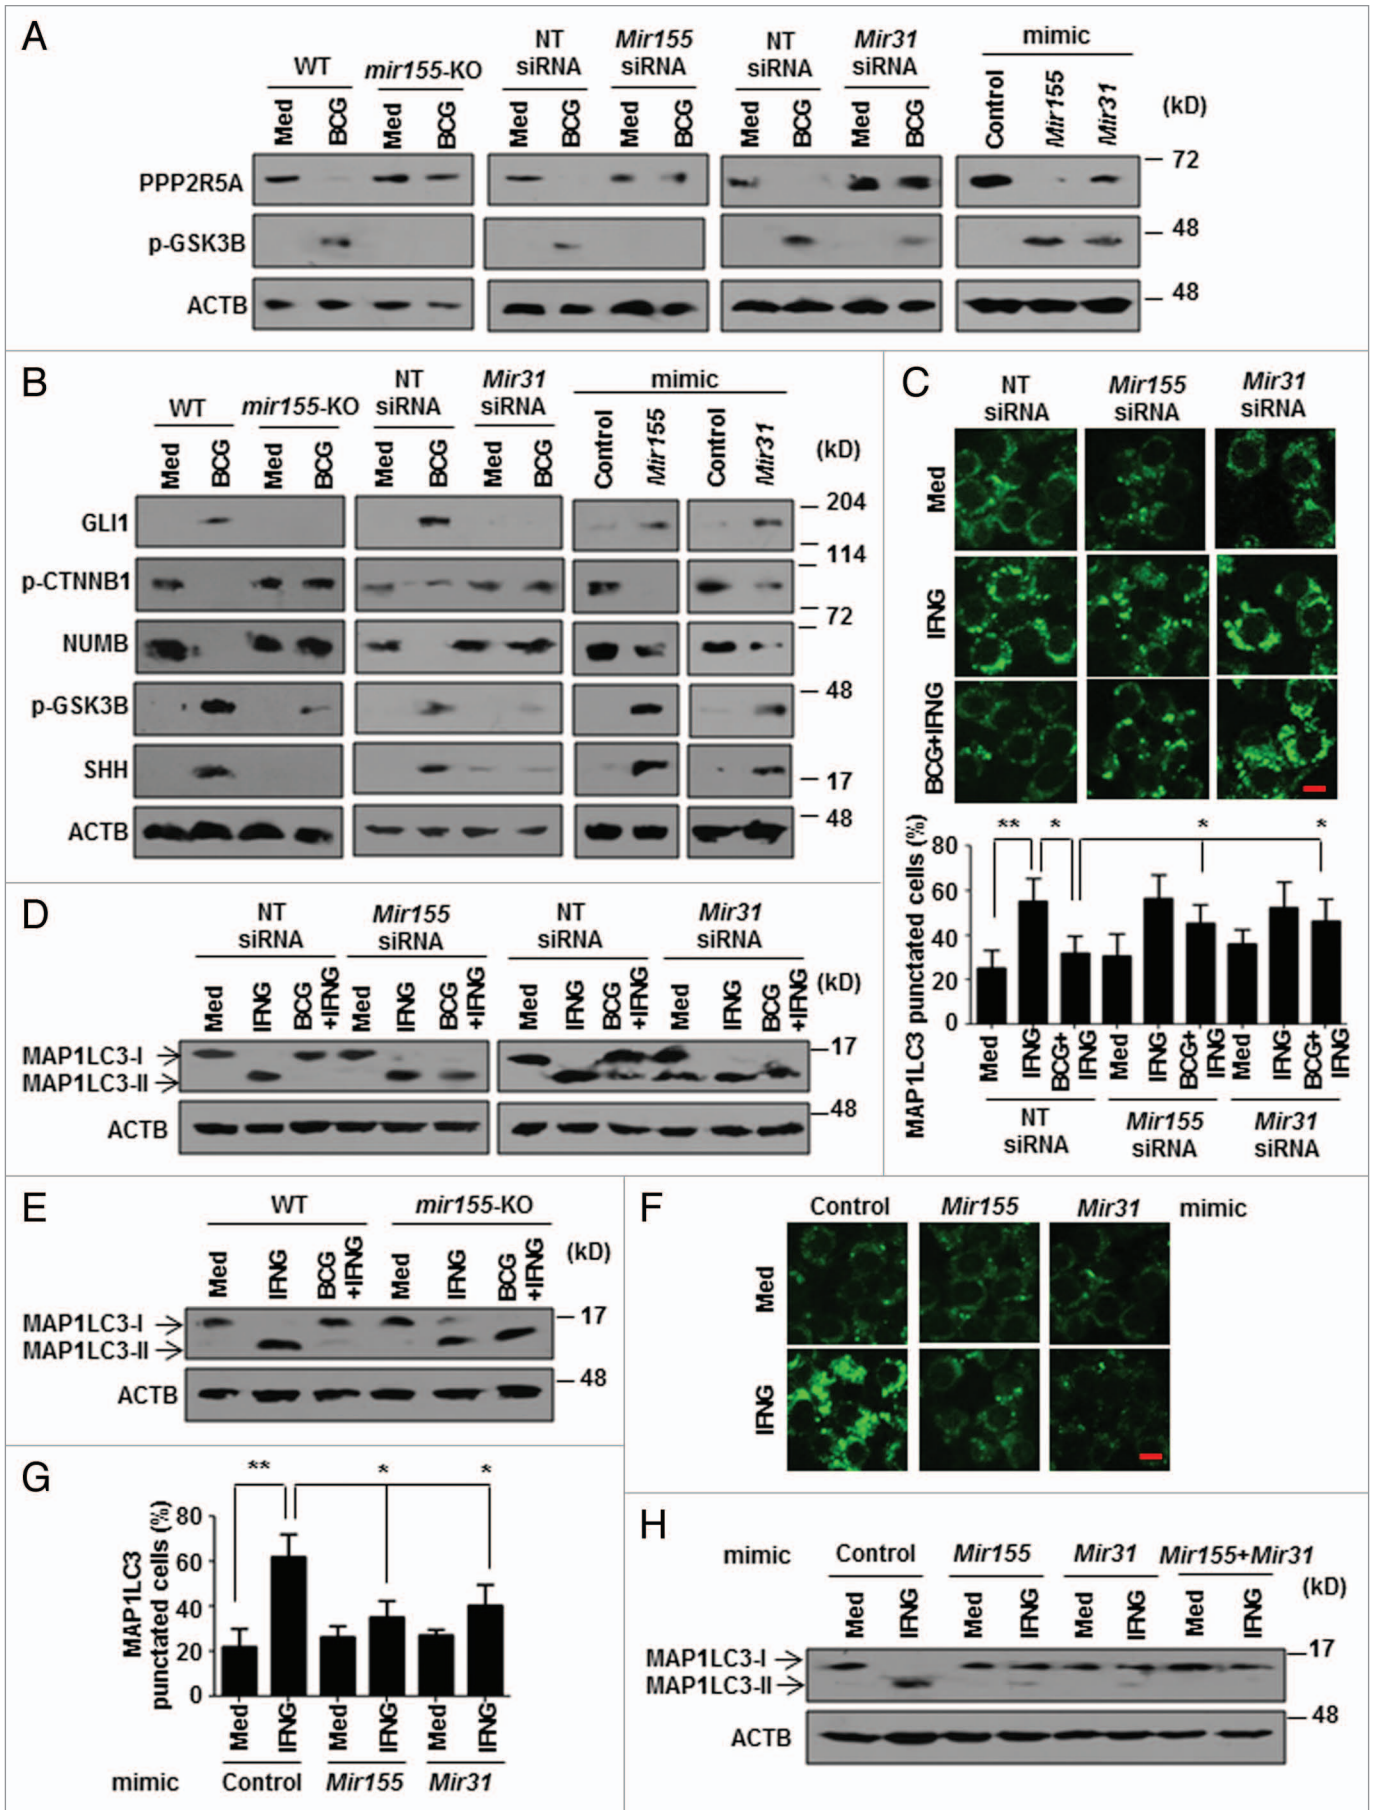 A
WT
mir155-KO
NT
siRNA
Mir155
siRNA
NT
siRNA
Mir31
siRNA
mimic
Med
BCG
Med
BCG
Med
BCG
Med
BCG
Med
BCG
Med
BCG
Control
Mir155
Mir31
(kD)
PPP2R5A
72
p-GSK3B
48
ACTB
48
B
WT
mir155-KO
NT
siRNA
Mir31
siRNA
mimic
Med
BCG
Med
BCG
Med
BCG
Med
BCG
Control
Mir155
Control
Mir31
(kD)
GLI1
204
114
p-CTNNB1
72
NUMB
p-GSK3B
48
SHH
17
ACTB
48
C
NT
siRNA
Mir155
siRNA
Mir31
siRNA
Med
IFNG
BCG+IFNG
MAP1LC3 punctated cells (%)
80
60
40
20
0
** * * *
Med
IFNG
BCG+
IFNG
Med
IFNG
BCG+
IFNG
Med
IFNG
BCG+
IFNG
NT
siRNA
Mir155
siRNA
Mir31
siRNA
D
NT
siRNA
Mir155
siRNA
NT
siRNA
Mir31
siRNA
Med
IFNG
BCG
+IFNG
Med
IFNG
BCG
+IFNG
Med
IFNG
BCG
+IFNG
Med
IFNG
BCG
+IFNG
(kD)
MAP1LC3-I
17
MAP1LC3-II
ACTB
48
E
WT
mir155-KO
Med
IFNG
BCG
+IFNG
Med
IFNG
BCG
+IFNG
(kD)
MAP1LC3-I
17
MAP1LC3-II
ACTB
48
F
Control
Mir155
Mir31
mimic
Med
IFNG
G
MAP1LC3
punctated cells (%)
80
60
40
20
0
** * *
Med
IFNG
Med
IFNG
Med
IFNG
mimic
Control
Mir155
Mir31
H
mimic
Control
Mir155
Mir31
Mir155+Mir31
Med
IFNG
Med
IFNG
Med
IFNG
Med
IFNG
(kD)
MAP1LC3-I
17
MAP1LC3-II
ACTB
48